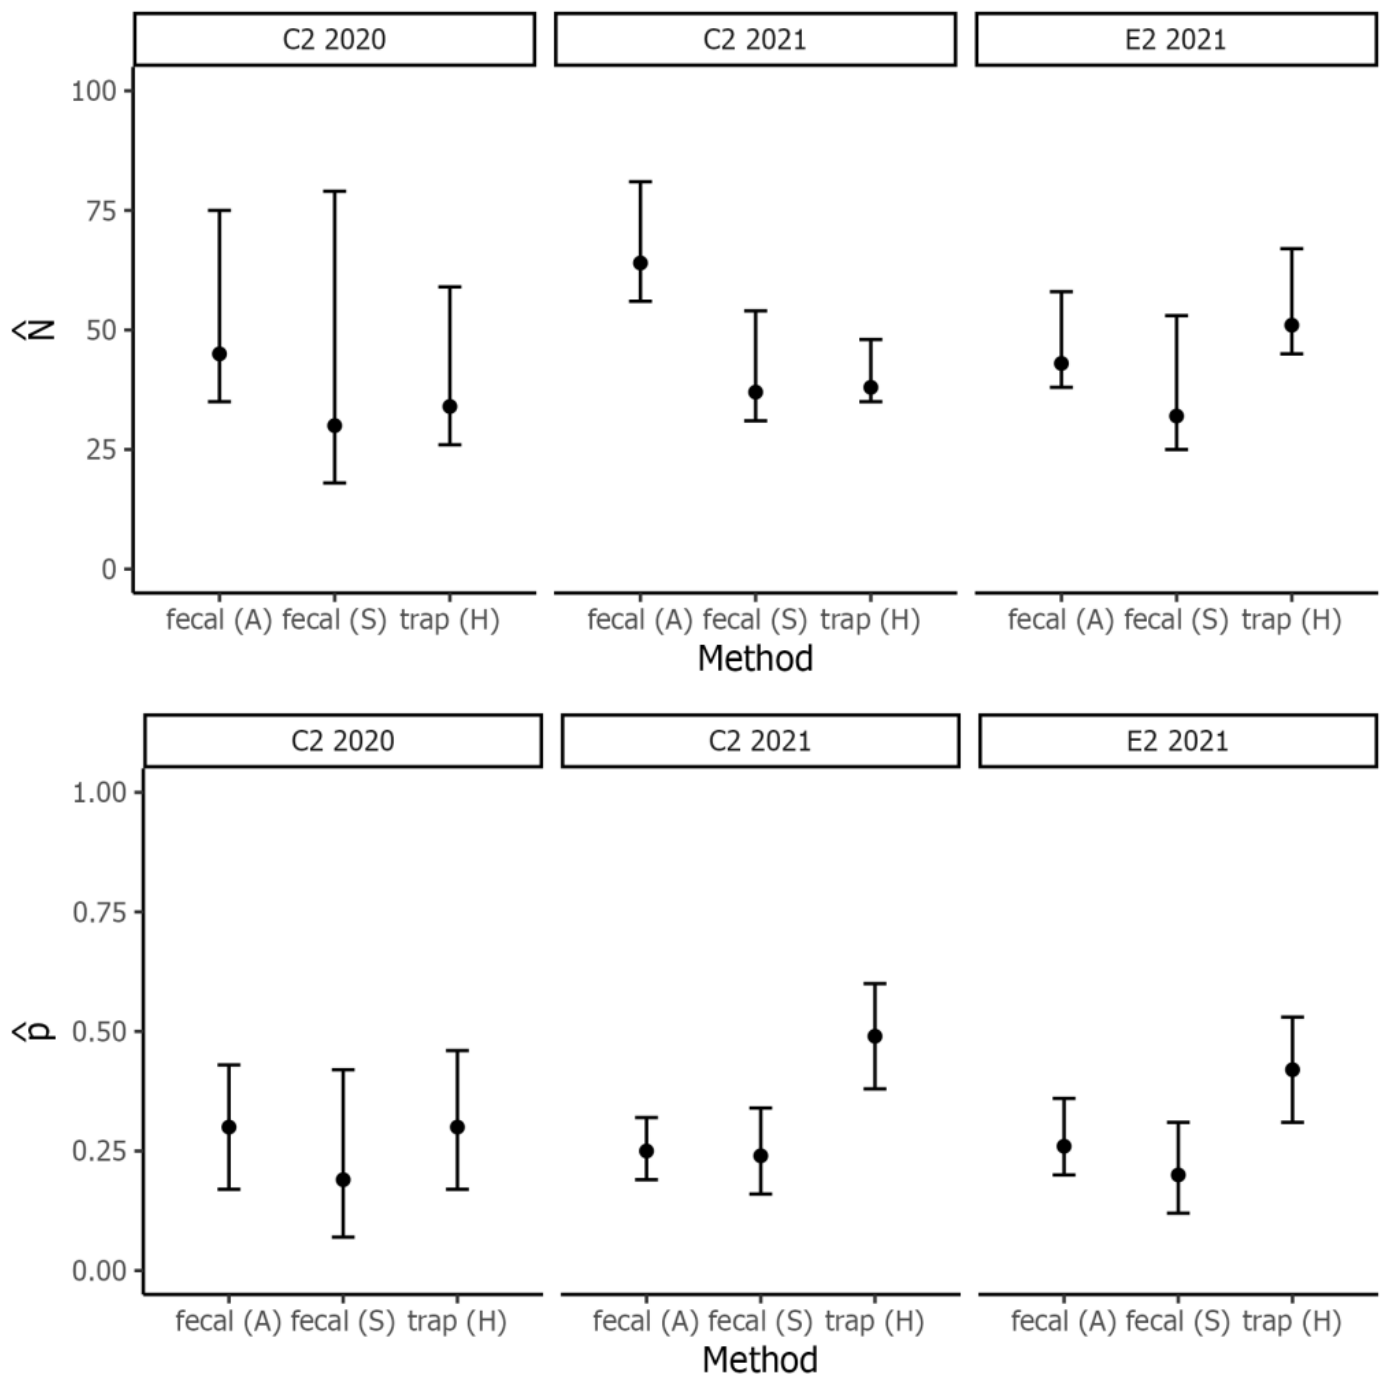 C2 2020 C2 2021 E2 2021
100
75
50
25
0
N̂
fecal (A) fecal (S) trap (H) fecal (A) fecal (S) trap (H) fecal (A) fecal (S) trap (H)
Method
C2 2020 C2 2021 E2 2021
1.00
0.75
0.50
0.25
0.00
p̂
fecal (A) fecal (S) trap (H) fecal (A) fecal (S) trap (H) fecal (A) fecal (S) trap (H)
Method